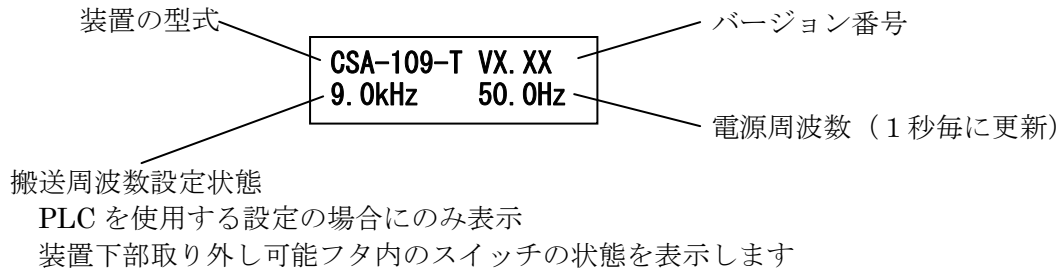 装置の型式
バージョン番号
CSA-109-T VX.XX
9.0kHz 50.0Hz
電源周波数（１秒毎に更新）
搬送周波数設定状態
PLC を使用する設定の場合にのみ表示
装置下部取り外し可能フタ内のスイッチの状態を表示します